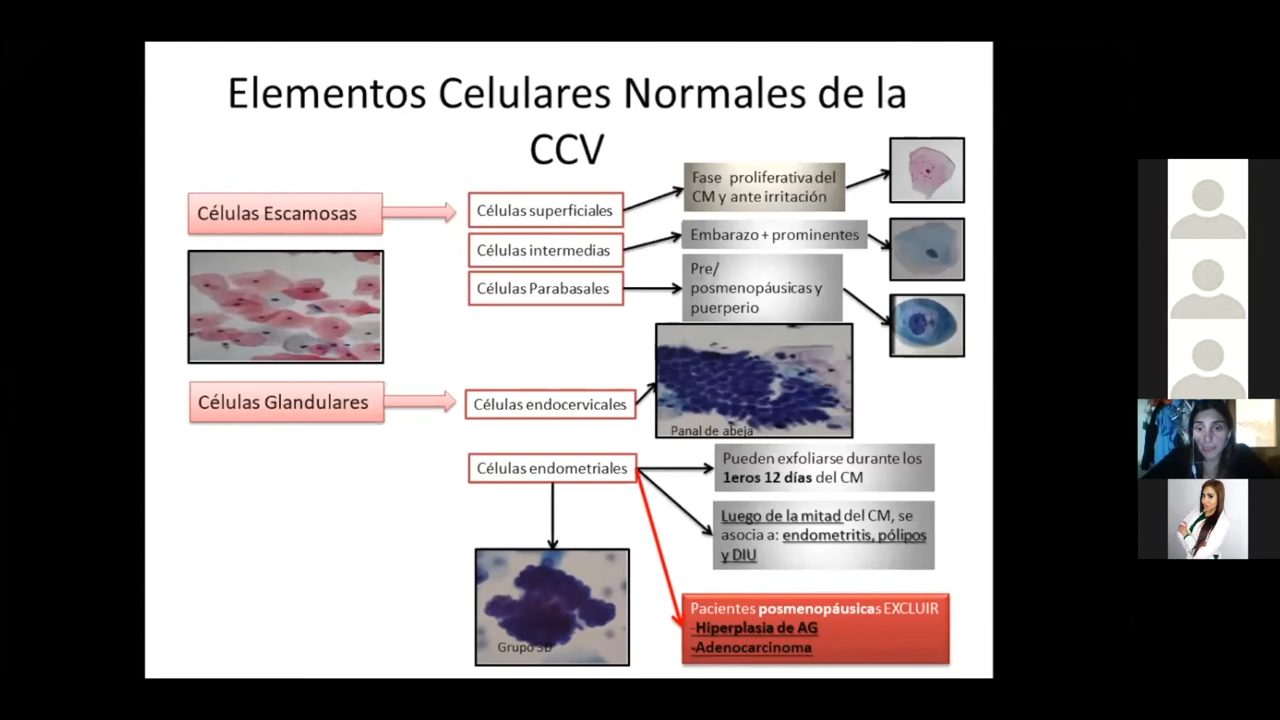 Elementos Celulares Normales de la
CCV
Células Escamosas
Células superficiales
Fase proliferativa del
CM y ante irritación
Células intermedias
Embarazo + prominentes
Células Parabasales
Pre/
posmenopáusicas y
puerperio
Células Glandulares
Células endocervicales
Panal de abeja
Células endometriales
Pueden exfoliarse durante los
1eros 12 días del CM
Luego de la mitad del CM, se
asocia a: endometritis, pólipos
y DIU
Grupo 3D
Pacientes posmenopáusicas EXCLUIR
-Hiperplasia de AG
-Adenocarcinoma